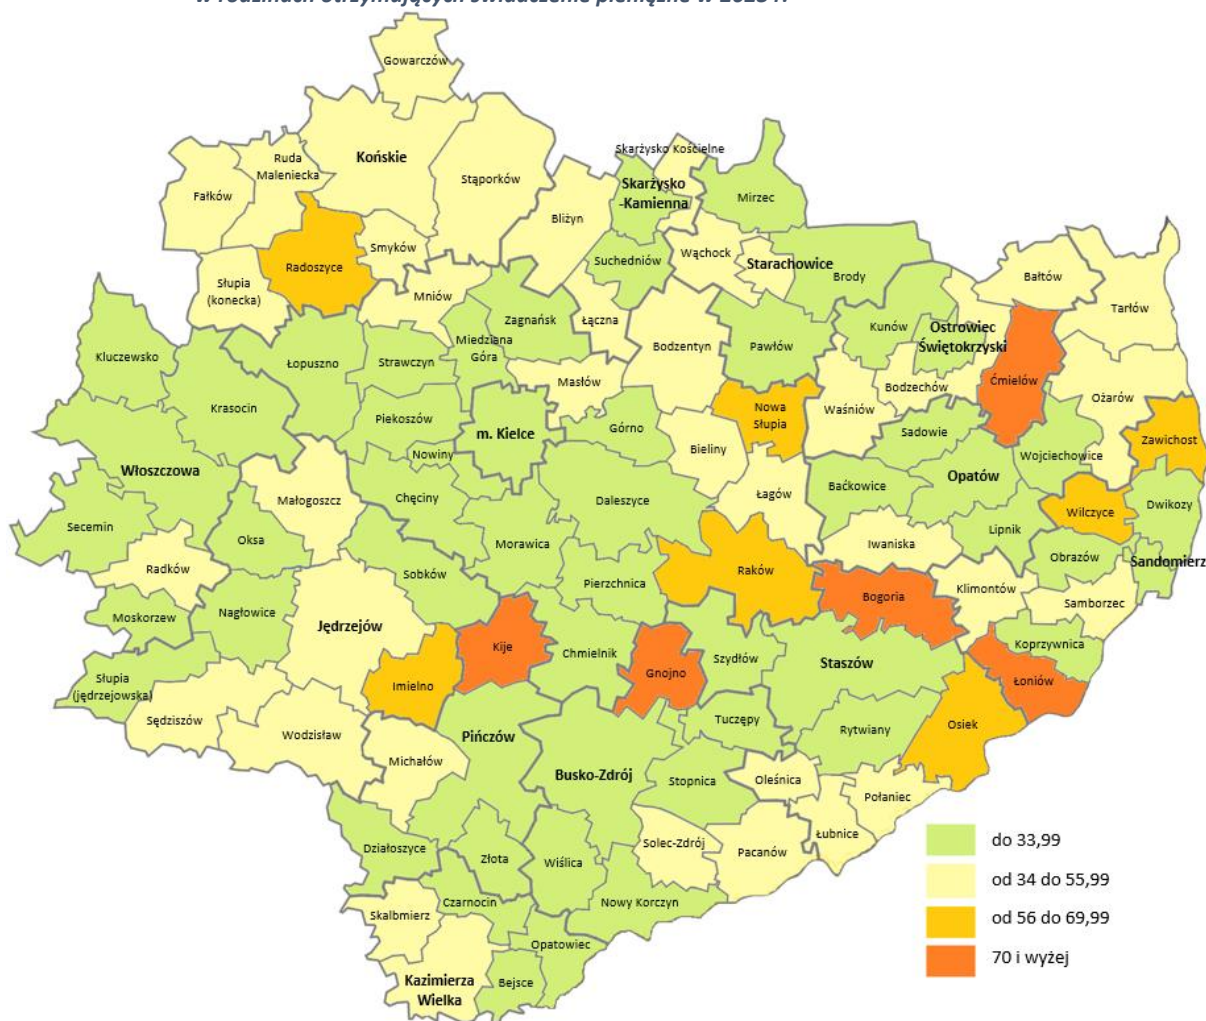 w rodzinach otrzymujących świadczenie pieniężne w 2023 r.
Gowarczów
Końskie
Ruda
Maleniecka
Stąporków
Fałków
Skarżysko Kościelne
Skarżysko
-Kamienna
Mirzec
Bliżyn
Smyków
Radoszyce
Słupia
(konecka)
Suchedniów
Wąchock
Starachowice
Brody
Bałtów
Tarłów
Mniów
Zagnańsk
Łączna
Miedziana
Góra
Bodzentyn
Pawłów
Kunów
Ostrowiec
Świętokrzyski
Kluczewsko
Łopuszno
Strawczyn
Masłów
Bodzechów
Ćmielów
Ożarów
Krasocin
Piekoszów
m. Kielce
Górno
Nowa
Słupia
Waśniów
Sadowie
Zawichost
Nowiny
Bieliny
Wojciechowice
Włoszczowa
Małogoszcz
Chęciny
Daleszyce
Łagów
Baćkowice
Opatów
Dwikozy
Wilczyce
Secemin
Oksa
Morawica
Iwaniska
Lipnik
Obrazów
Sandomierz
Radków
Sobków
Pierzchnica
Raków
Bogoria
Klimontów
Samborzec
Moskorzew
Nagłowice
Jędrzejów
Kije
Chmielnik
Gnojno
Szydłów
Staszów
Koprzywnica
Łoniów
Słupia
(jędrzejowska)
Imielno
Sędziszów
Wodzisław
Pińczów
Tuczępy
Rytwiany
Osiek
Michałów
Busko-Zdrój
Stopnica
Oleśnica
Połaniec
Łubnice
Działoszyce
Złota
Wiślica
Solec-Zdrój
Pacanów
Skalbmierz
Czarnocin
Nowy Korczyn
Opatowiec
Kazimierza
Wielka
Bejsce
do 33,99
od 34 do 55,99
od 56 do 69,99
70 i wyżej